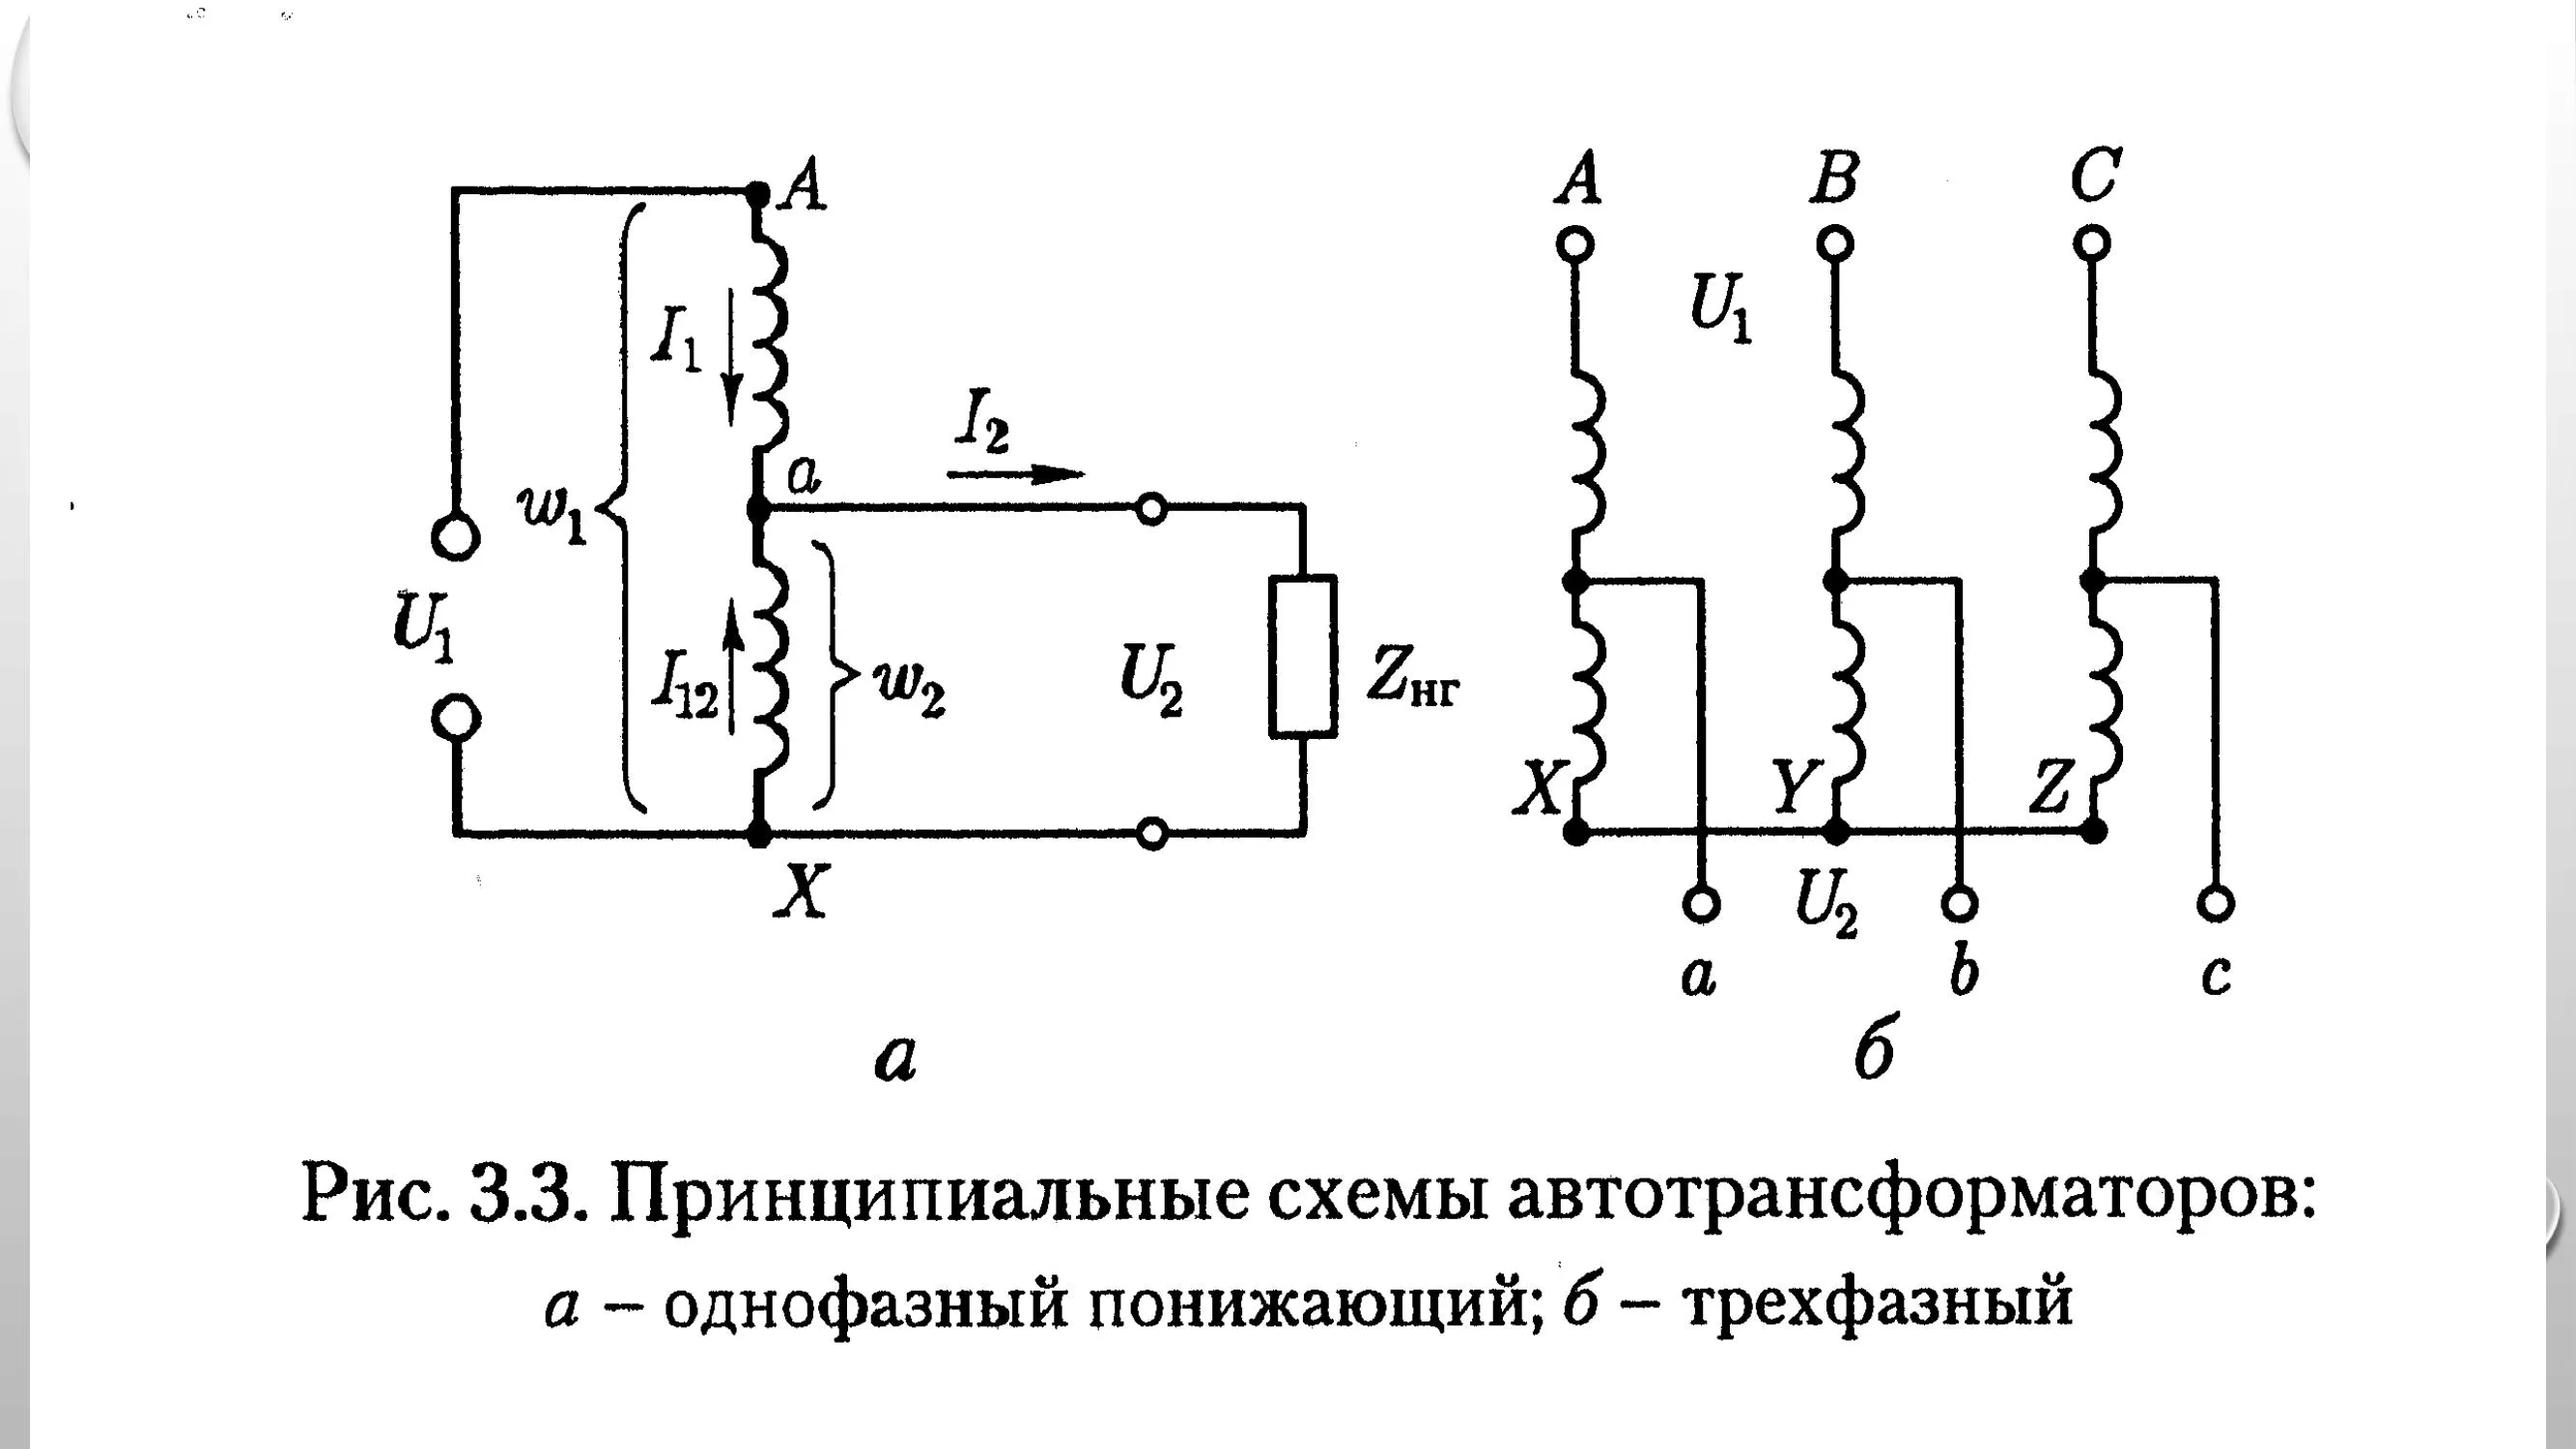 A
I₁
a
I₂
w₁
U₁
I₁₂
w₂
U₂
Zнг
X
а
A B C
U₁
X Y Z
U₂
a b c
б
Рис. 3.3. Принципиальные схемы автотрансформаторов:
а – однофазный понижающий; б – трехфазный